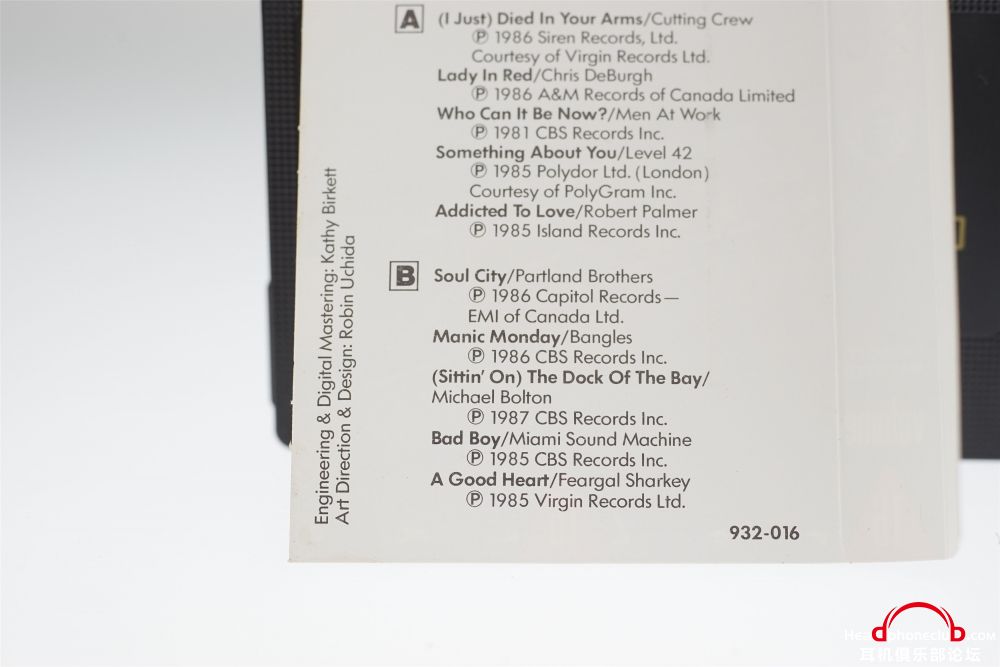 A (I Just) Died In Your Arms/Cutting Crew
Ⓟ 1986 Siren Records, Ltd.
Courtesy of Virgin Records Ltd.
Lady In Red/Chris DeBurgh
Ⓟ 1986 A&M Records of Canada Limited
Who Can It Be Now?/Men At Work
Ⓟ 1981 CBS Records Inc.
Something About You/Level 42
Ⓟ 1985 Polydor Ltd. (London)
Courtesy of PolyGram Inc.
Addicted To Love/Robert Palmer
Ⓟ 1985 Island Records Inc.
B Soul City/Partland Brothers
Ⓟ 1986 Capitol Records—
EMI of Canada Ltd.
Manic Monday/Bangles
Ⓟ 1986 CBS Records Inc.
(Sittin' On) The Dock Of The Bay/
Michael Bolton
Ⓟ 1987 CBS Records Inc.
Bad Boy/Miami Sound Machine
Ⓟ 1985 CBS Records Inc.
A Good Heart/Feargal Sharkey
Ⓟ 1985 Virgin Records Ltd.
932-016
Engineering & Digital Mastering: Kathy Birkett
Art Direction & Design: Robin Uchida
耳机俱乐部论坛